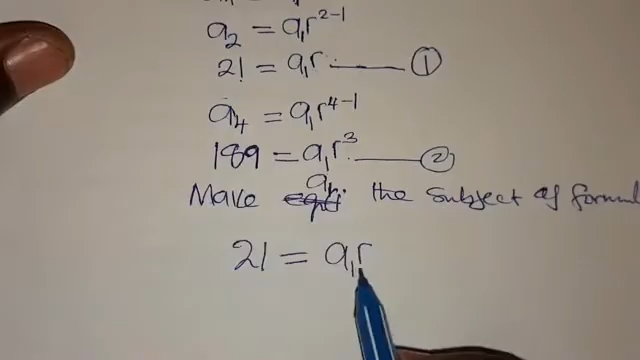 a₂ = a₁r²⁻¹
21 = a₁r. ——— ①
a₄ = a₁r⁴⁻¹
189 = a₁r³. ——— ②
Make a₁. the subject of formul
21 = a₁r